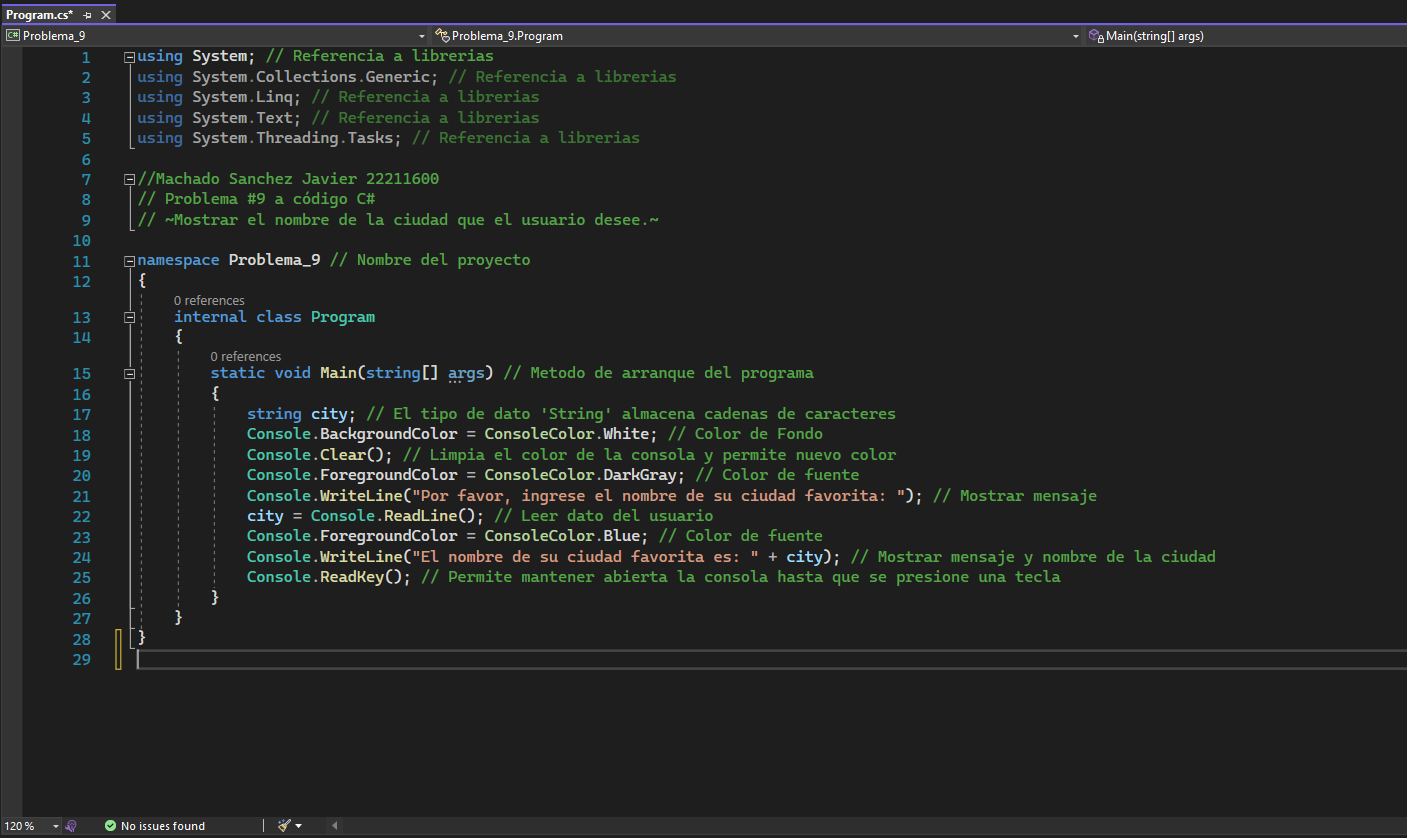 Program.cs*
Problema_9 Problema_9.Program Main(string[] args)
1 using System; // Referencia a librerias
2 using System.Collections.Generic; // Referencia a librerias
3 using System.Linq; // Referencia a librerias
4 using System.Text; // Referencia a librerias
5 using System.Threading.Tasks; // Referencia a librerias
6
7 //Machado Sanchez Javier 22211600
8 // Problema #9 a código C#
9 // ~Mostrar el nombre de la ciudad que el usuario desee.~
10
11 namespace Problema_9 // Nombre del proyecto
12 {
0 references
13 internal class Program
14 {
0 references
15 static void Main(string[] args) // Metodo de arranque del programa
16 {
17 string city; // El tipo de dato 'String' almacena cadenas de caracteres
18 Console.BackgroundColor = ConsoleColor.White; // Color de Fondo
19 Console.Clear(); // Limpia el color de la consola y permite nuevo color
20 Console.ForegroundColor = ConsoleColor.DarkGray; // Color de fuente
21 Console.WriteLine("Por favor, ingrese el nombre de su ciudad favorita: "); // Mostrar mensaje
22 city = Console.ReadLine(); // Leer dato del usuario
23 Console.ForegroundColor = ConsoleColor.Blue; // Color de fuente
24 Console.WriteLine("El nombre de su ciudad favorita es: " + city); // Mostrar mensaje y nombre de la ciudad
25 Console.ReadKey(); // Permite mantener abierta la consola hasta que se presione una tecla
26 }
27 }
28 }
29
120 % No issues found